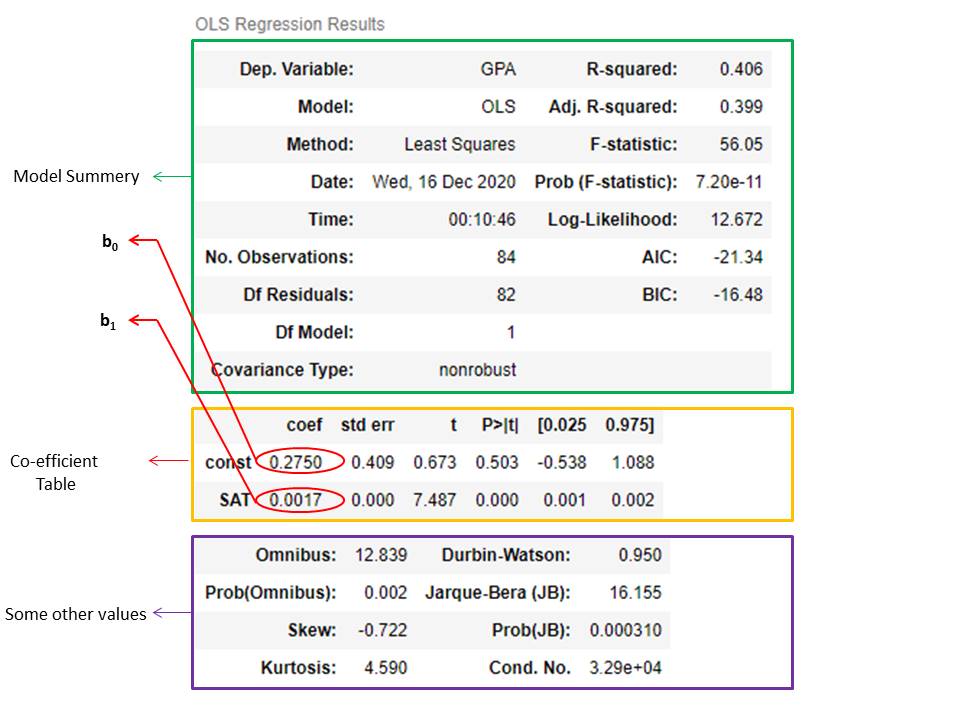 OLS Regression Results
Dep. Variable: GPA R-squared: 0.406
Model: OLS Adj. R-squared: 0.399
Method: Least Squares F-statistic: 56.05
Model Summery
Date: Wed, 16 Dec 2020 Prob (F-statistic): 7.20e-11
Time: 00:10:46 Log-Likelihood: 12.672
b0
No. Observations: 84 AIC: -21.34
Df Residuals: 82 BIC: -16.48
b1
Df Model: 1
Covariance Type: nonrobust
coef std err t P>|t| [0.025 0.975]
Co-efficient
Table
const 0.2750 0.409 0.673 0.503 -0.538 1.088
SAT 0.0017 0.000 7.487 0.000 0.001 0.002
Omnibus: 12.839 Durbin-Watson: 0.950
Prob(Omnibus): 0.002 Jarque-Bera (JB): 16.155
Some other values
Skew: -0.722 Prob(JB): 0.000310
Kurtosis: 4.590 Cond. No. 3.29e+04